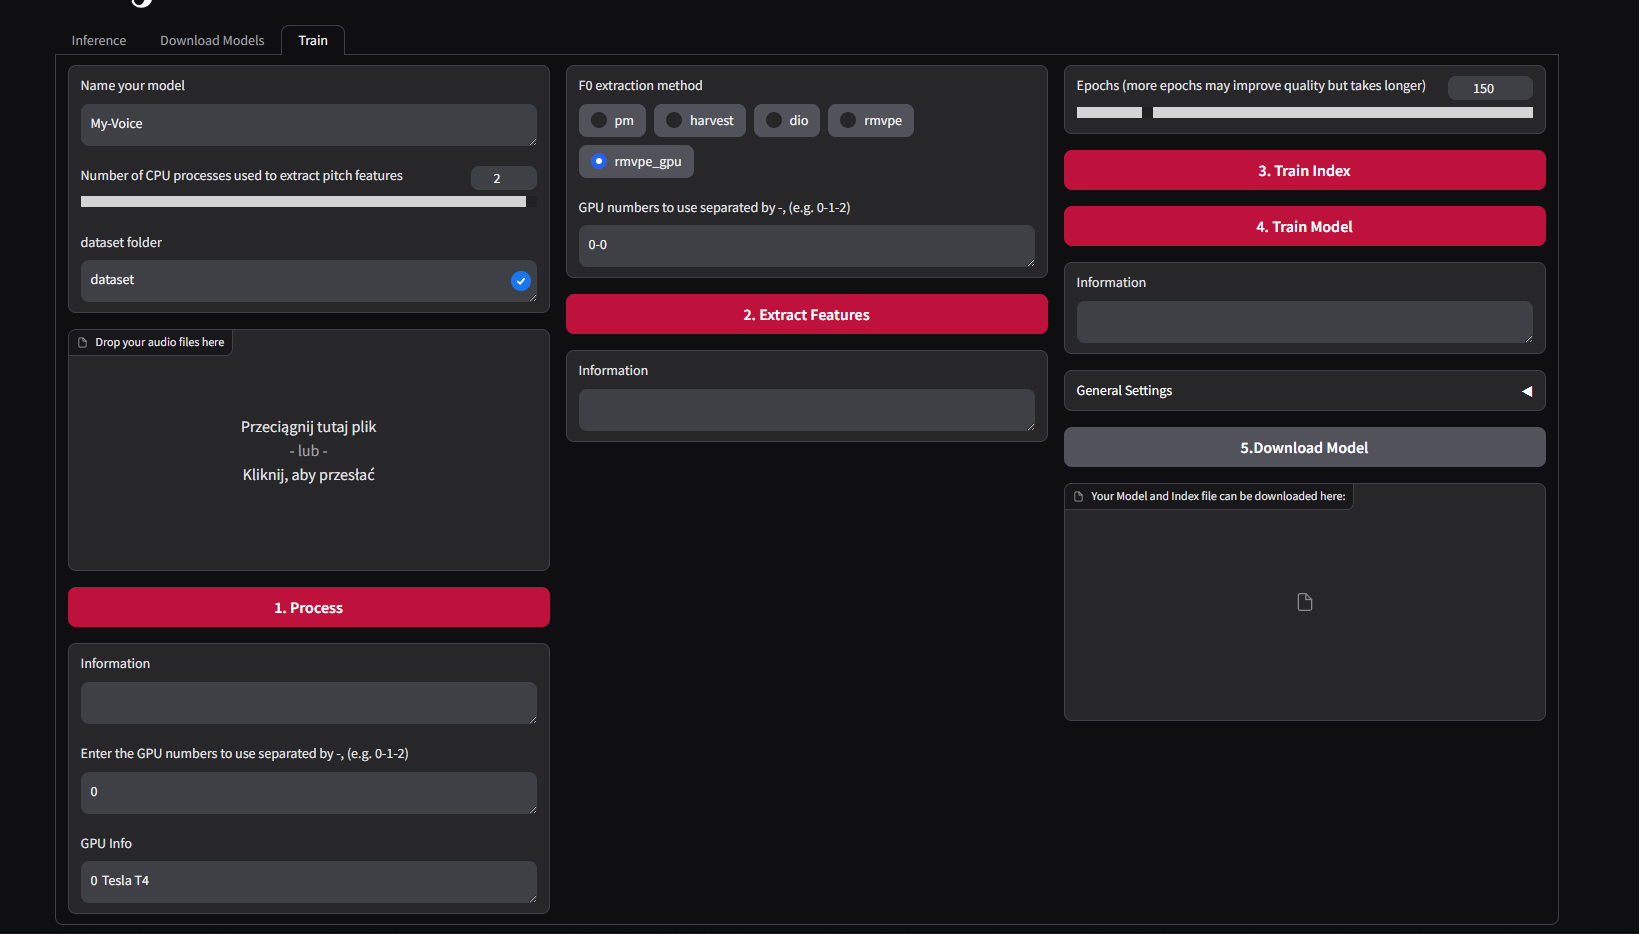 Inference
Download Models
Train
Name your model
My-Voice
Number of CPU processes used to extract pitch features
2
dataset folder
dataset
Drop your audio files here
Przeciągnij tutaj plik
- lub -
Kliknij, aby przesłać
1. Process
Information
Enter the GPU numbers to use separated by -, (e.g. 0-1-2)
0
GPU Info
0 Tesla T4
F0 extraction method
pm
harvest
dio
rmvpe
rmvpe_gpu
GPU numbers to use separated by -, (e.g. 0-1-2)
0-0
2. Extract Features
Information
Epochs (more epochs may improve quality but takes longer)
150
3. Train Index
4. Train Model
Information
General Settings
5.Download Model
Your Model and Index file can be downloaded here: